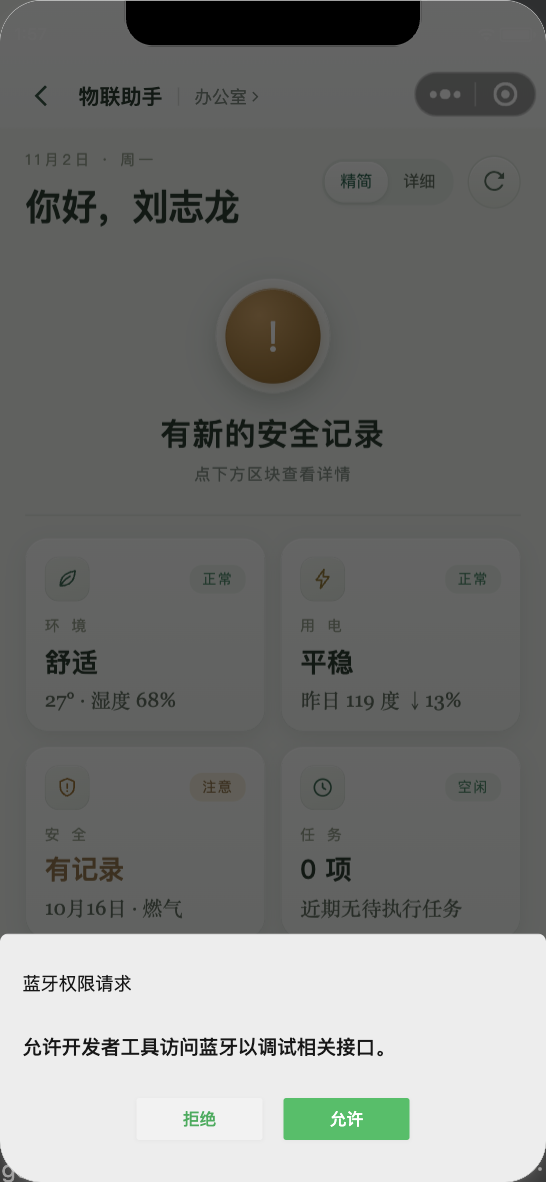 物联助手 办公室 >
11月2日 · 周一
你好，刘志龙
精简 详细
!
有新的安全记录
点下方区块查看详情
正常 正常
环境 用电
舒适 平稳
27° · 湿度 68% 昨日 119 度 ↓13%
注意 空闲
安全 任务
有记录 0 项
10月16日 · 燃气 近期无待执行任务
蓝牙权限请求
允许开发者工具访问蓝牙以调试相关接口。
拒绝 允许